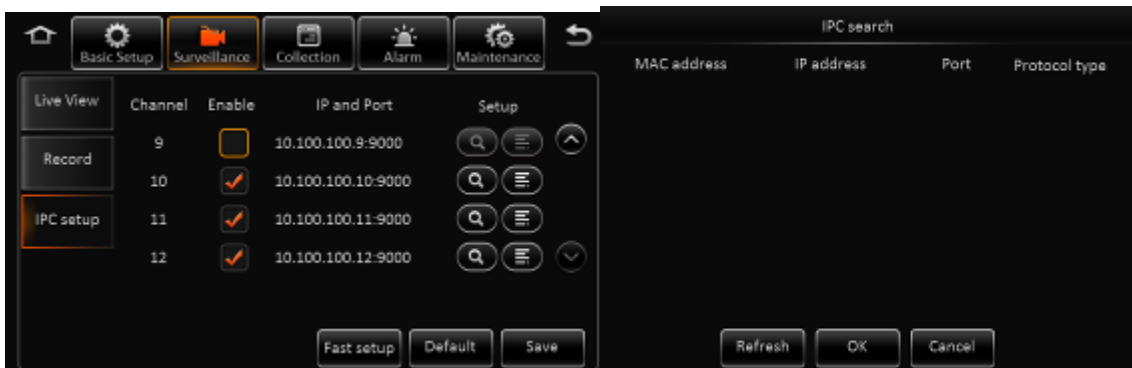 Basic Setup Surveillance Collection Alarm Maintenance
Live View
Record
IPC setup
Channel Enable IP and Port Setup
9 10.100.100.9:9000
10 10.100.100.10:9000
11 10.100.100.11:9000
12 10.100.100.12:9000
Fast setup Default Save
IPC search
MAC address IP address Port Protocol type
Refresh OK Cancel